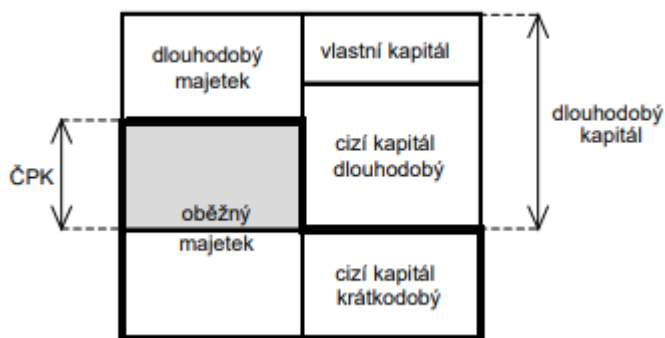 dlouhodobý
majetek
vlastní kapitál
dlouhodobý
kapitál
ČPK
cizí kapitál
dlouhodobý
oběžný
majetek
cizí kapitál
krátkodobý